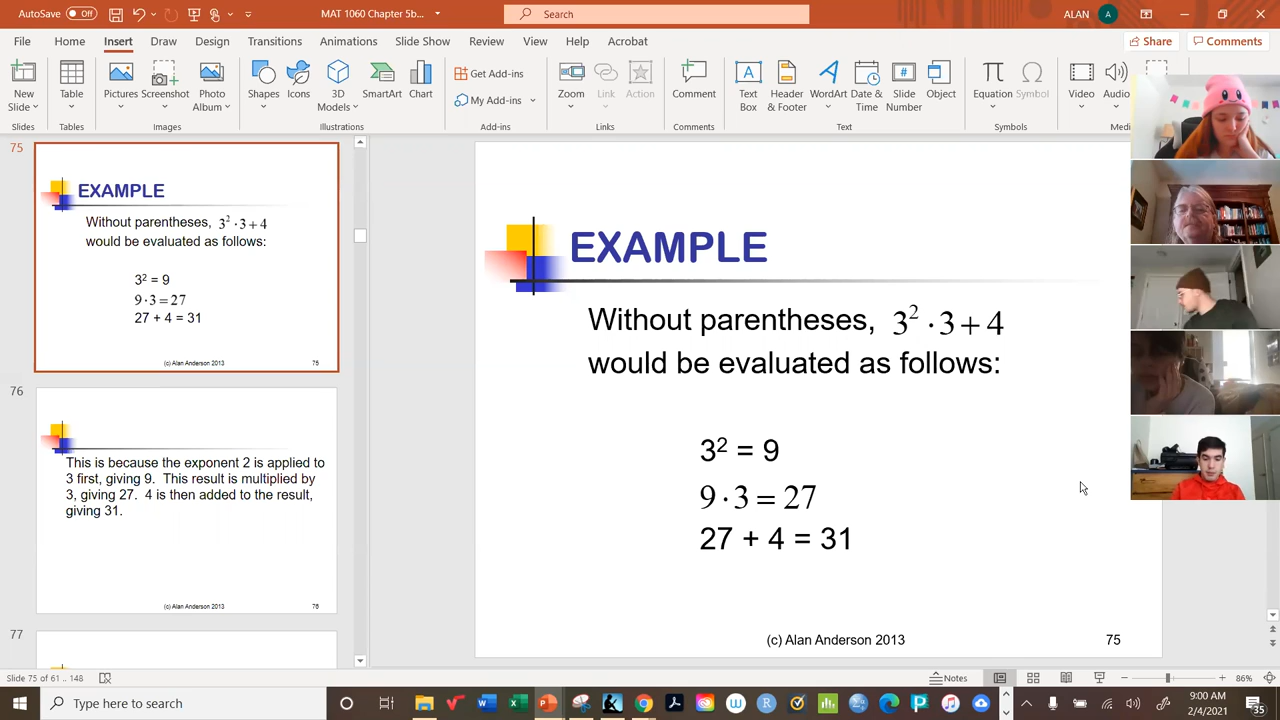 AutoSave Off MAT 1060 Chapter 5b... Search ALAN A
File Home Insert Draw Design Transitions Animations Slide Show Review View Help Acrobat Share Comments
New Slide Table Pictures Screenshot Photo Album Shapes Icons 3D Models SmartArt Chart Get Add-ins My Add-ins Zoom Link Action Comment Text Box Header & Footer WordArt Date & Time Slide Number Object Equation Symbol Video Audio
Slides Tables Images Illustrations Add-ins Links Comments Text Symbols Medi
75
EXAMPLE
Without parentheses, 3² · 3 + 4
would be evaluated as follows:
3² = 9
9 · 3 = 27
27 + 4 = 31
(c) Alan Anderson 2013 75
76
This is because the exponent 2 is applied to
3 first, giving 9. This result is multiplied by
3, giving 27. 4 is then added to the result,
giving 31.
(c) Alan Anderson 2013 76
77
EXAMPLE
Without parentheses, 3² · 3 + 4
would be evaluated as follows:
3² = 9
9 · 3 = 27
27 + 4 = 31
(c) Alan Anderson 2013 75
Slide 75 of 61 .. 148 Notes 86%
Type here to search
9:00 AM
2/4/2021 35